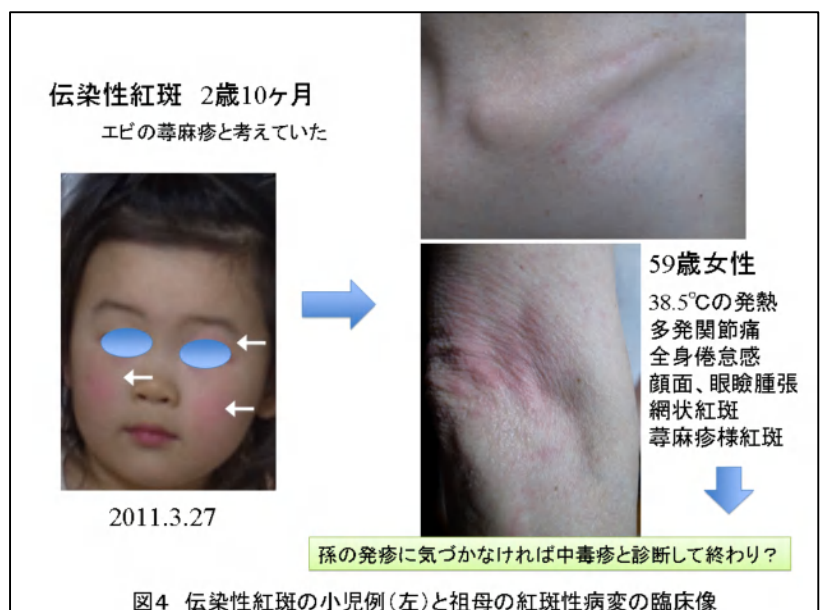 伝染性紅斑 2歳10ヶ月
エビの蕁麻疹と考えていた
2011.3.27
59歳女性
38.5℃の発熱
多発関節痛
全身倦怠感
顔面、眼瞼腫張
網状紅斑
蕁麻疹様紅斑
孫の発疹に気づかなければ中毒疹と診断して終わり？
図4 伝染性紅斑の小児例(左)と祖母の紅斑性病変の臨床像